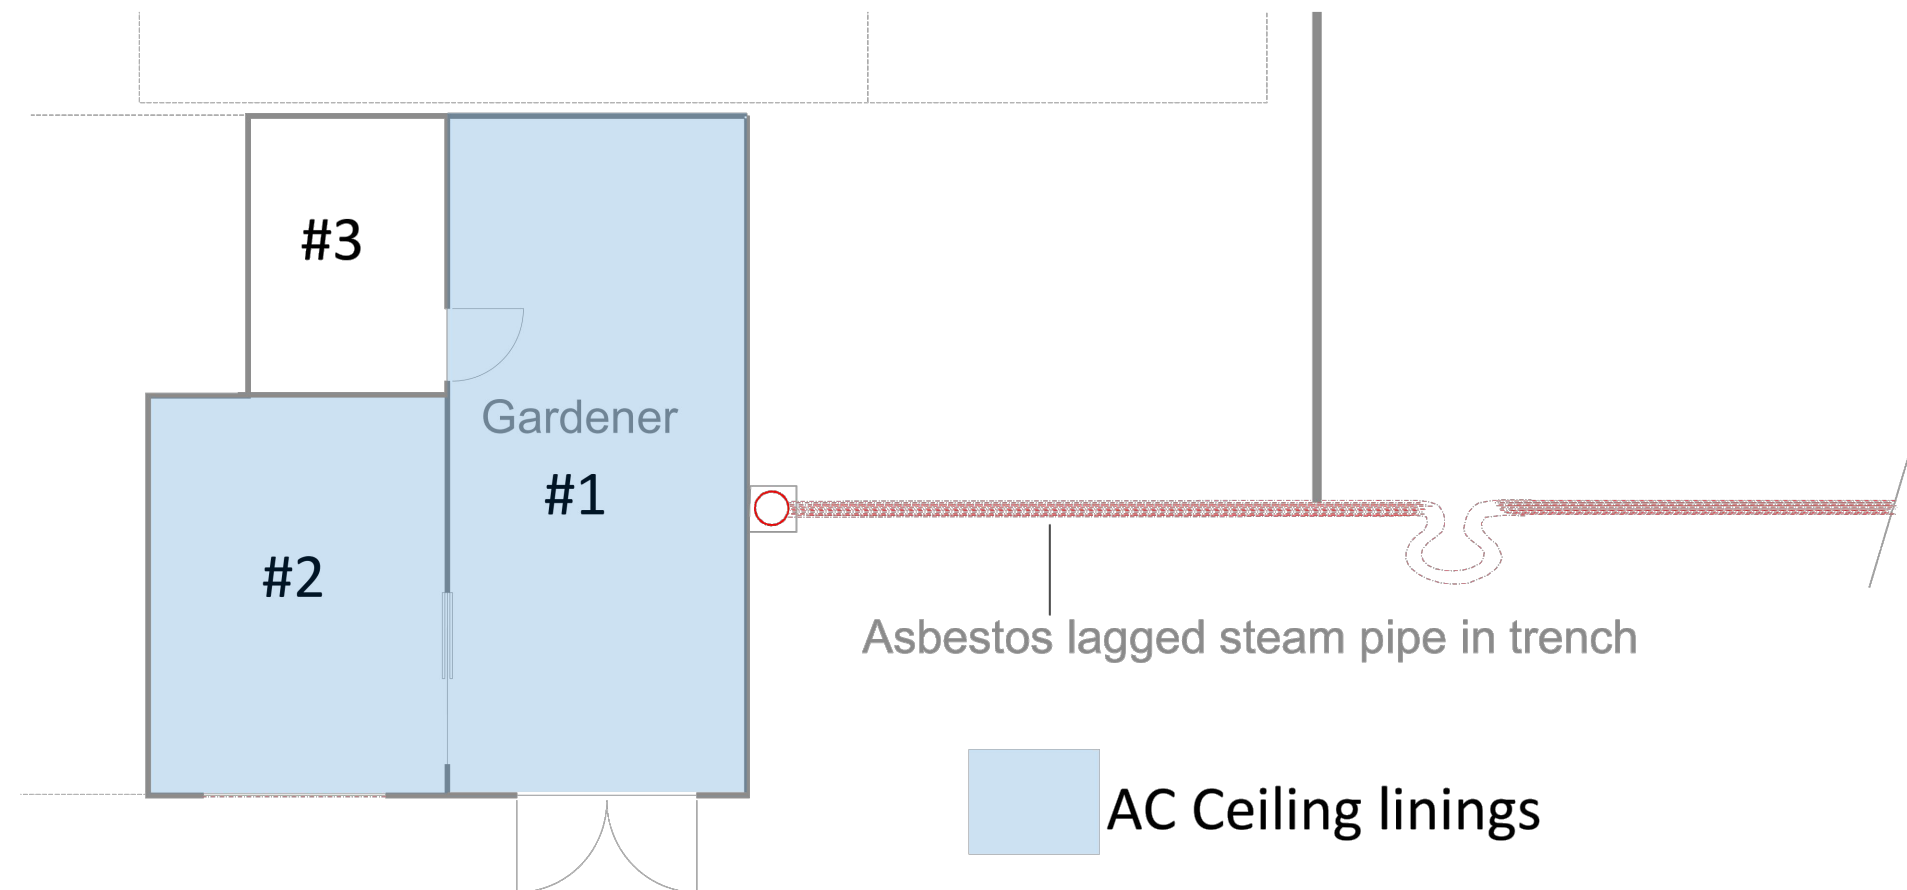 #3
Gardener
#1
#2
Asbestos lagged steam pipe in trench
AC Ceiling linings